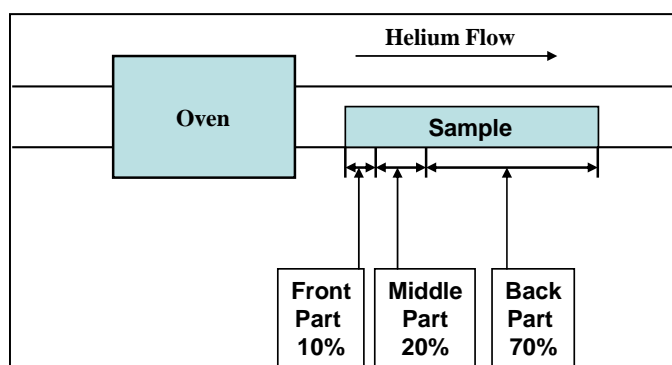 Helium Flow
Oven
Sample
Front
Part
10%
Middle
Part
20%
Back
Part
70%